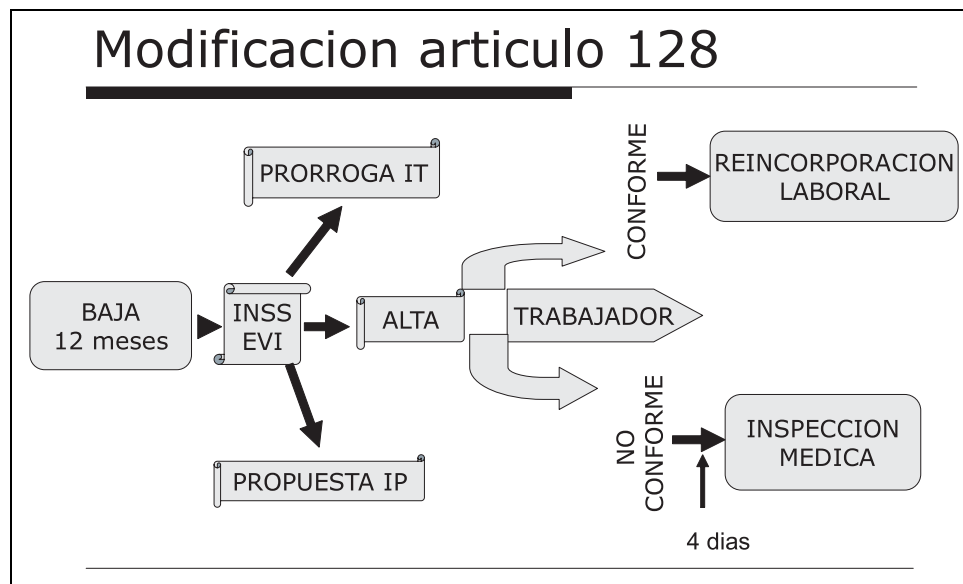 Modificacion articulo 128
PRORROGA IT
CONFORME
REINCORPORACION
LABORAL
BAJA
12 meses
INSS
EVI
ALTA
TRABAJADOR
PROPUESTA IP
NO
CONFORME
INSPECCION
MEDICA
4 dias